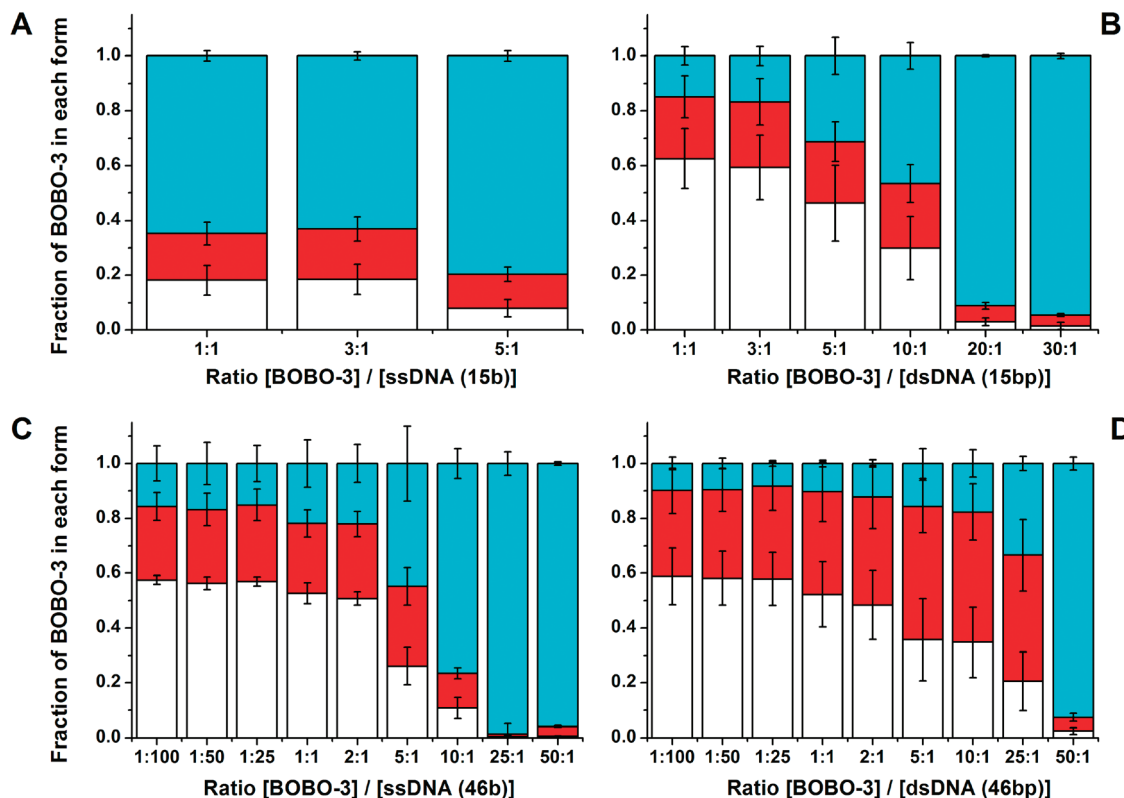 A
Fraction of BOBO-3 in each form
1.0
0.8
0.6
0.4
0.2
0.0
1:1 3:1 5:1
Ratio [BOBO-3] / [ssDNA (15b)]
B
1.0
0.8
0.6
0.4
0.2
0.0
1:1 3:1 5:1 10:1 20:1 30:1
Ratio [BOBO-3] / [dsDNA (15bp)]
C
Fraction of BOBO-3 in each form
1.0
0.8
0.6
0.4
0.2
0.0
1:100 1:50 1:25 1:1 2:1 5:1 10:1 25:1 50:1
Ratio [BOBO-3] / [ssDNA (46b)]
D
1.0
0.8
0.6
0.4
0.2
0.0
1:100 1:50 1:25 1:1 2:1 5:1 10:1 25:1 50:1
Ratio [BOBO-3] / [dsDNA (46bp)]